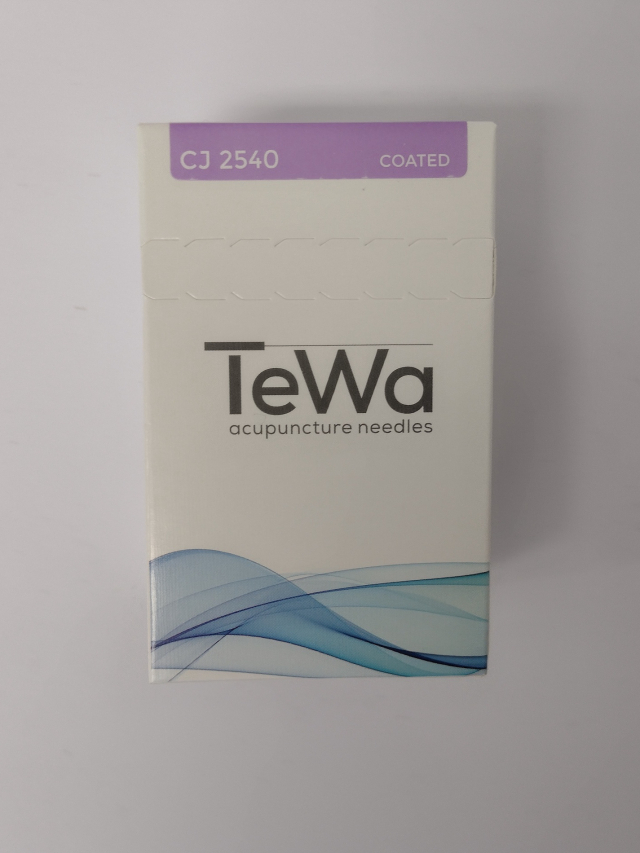 CJ 2540 COATED
TeWa
acupuncture needles